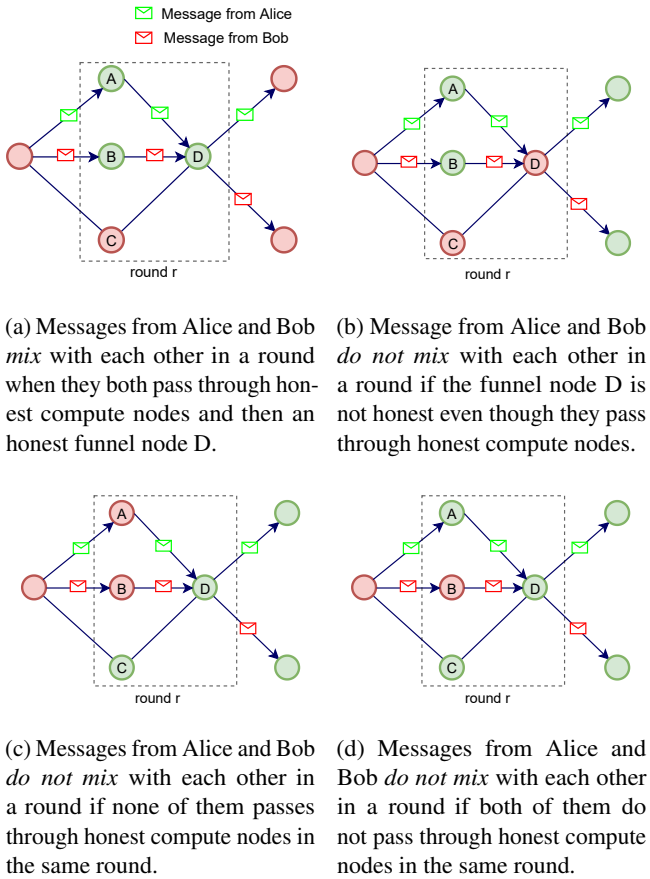 Message from Alice
Message from Bob
A
B
D
C
round r
A
B
D
C
round r
(a) Messages from Alice and Bob
mix with each other in a round
when they both pass through hon-
est compute nodes and then an
honest funnel node D.
(b) Message from Alice and Bob
do not mix with each other in
a round if the funnel node D is
not honest even though they pass
through honest compute nodes.
A
B
D
C
round r
A
B
D
C
round r
(c) Messages from Alice and Bob
do not mix with each other in
a round if none of them passes
through honest compute nodes in
the same round.
(d) Messages from Alice and
Bob do not mix with each other
in a round if both of them do
not pass through honest compute
nodes in the same round.